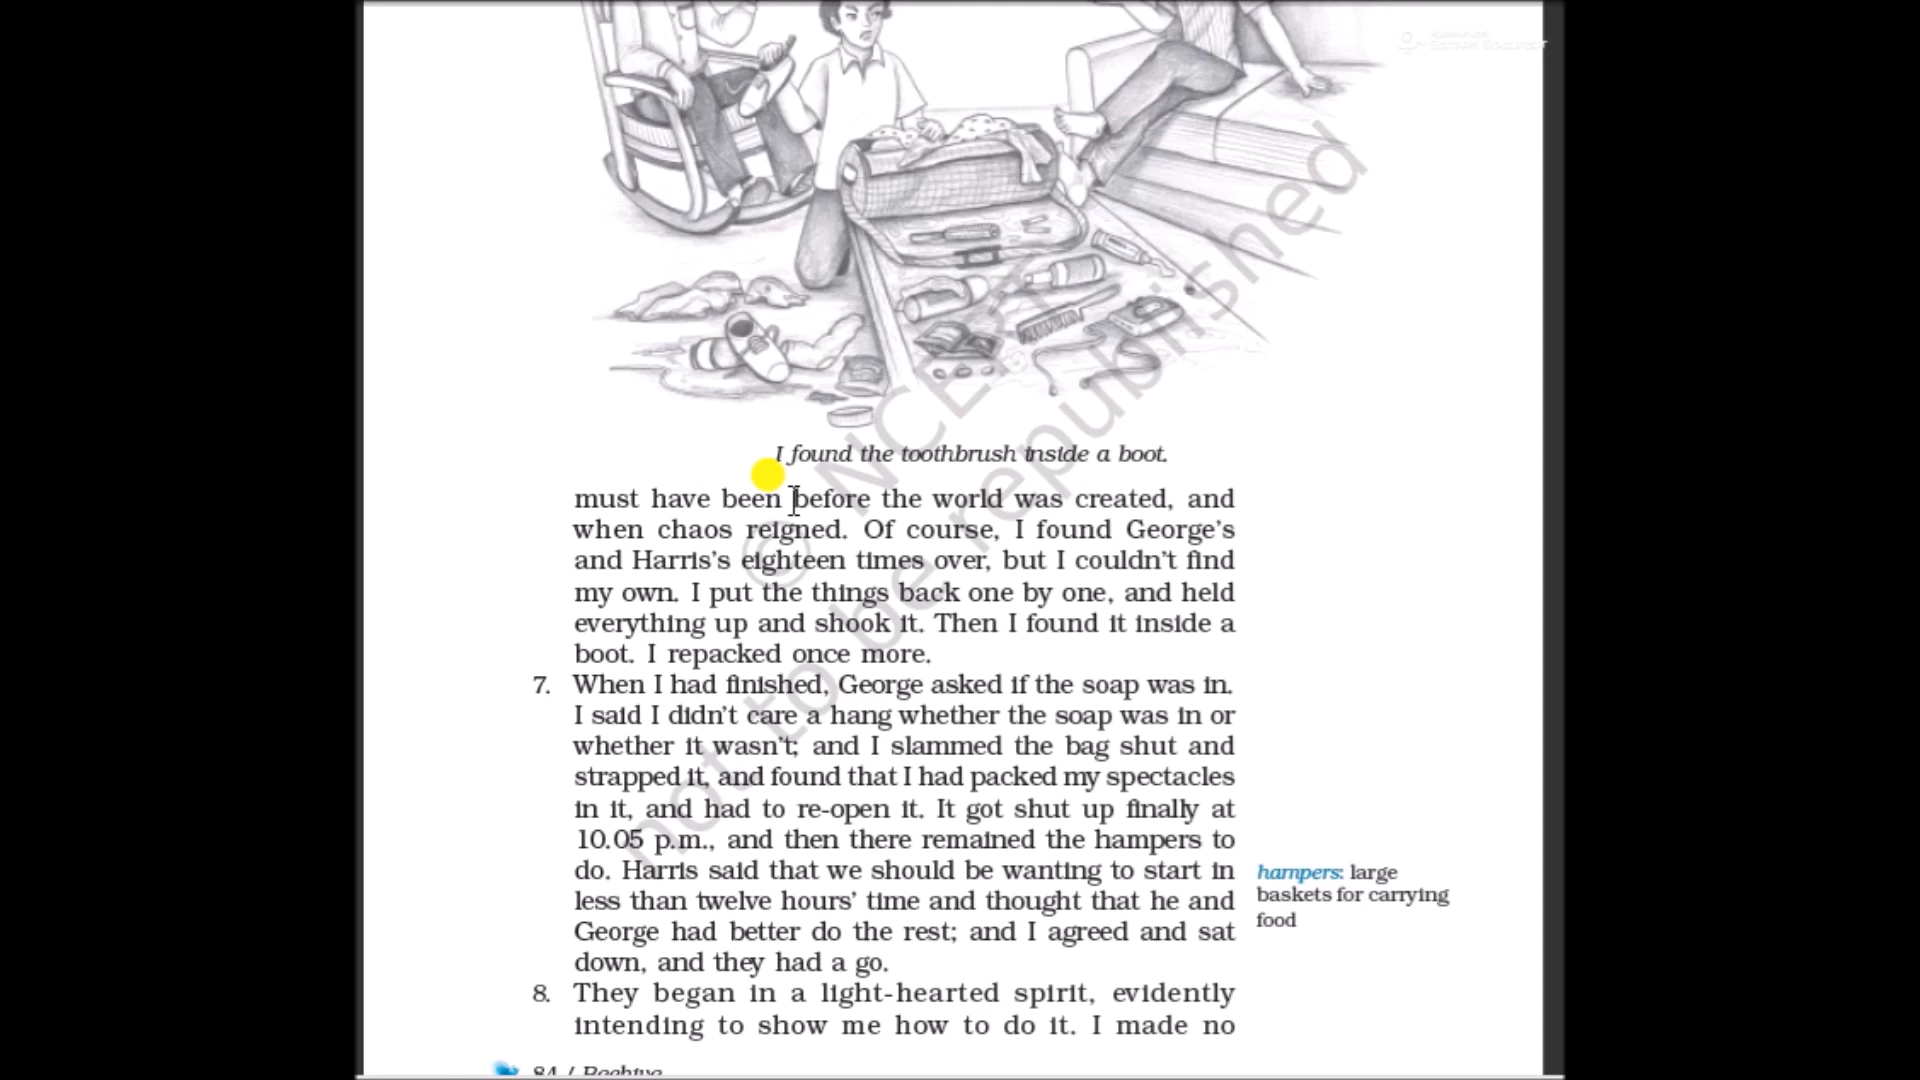 I found the toothbrush inside a boot.
must have been before the world was created, and
when chaos reigned. Of course, I found George's
and Harris's eighteen times over, but I couldn't find
my own. I put the things back one by one, and held
everything up and shook it. Then I found it inside a
boot. I repacked once more.
7. When I had finished, George asked if the soap was in.
I said I didn't care a hang whether the soap was in or
whether it wasn't; and I slammed the bag shut and
strapped it, and found that I had packed my spectacles
in it, and had to re-open it. It got shut up finally at
10.05 p.m., and then there remained the hampers to
do. Harris said that we should be wanting to start in
less than twelve hours' time and thought that he and
George had better do the rest; and I agreed and sat
down, and they had a go.
hampers: large
baskets for carrying
food
8. They began in a light-hearted spirit, evidently
intending to show me how to do it. I made no
84 / Beehive
© NCERT
not to be republished